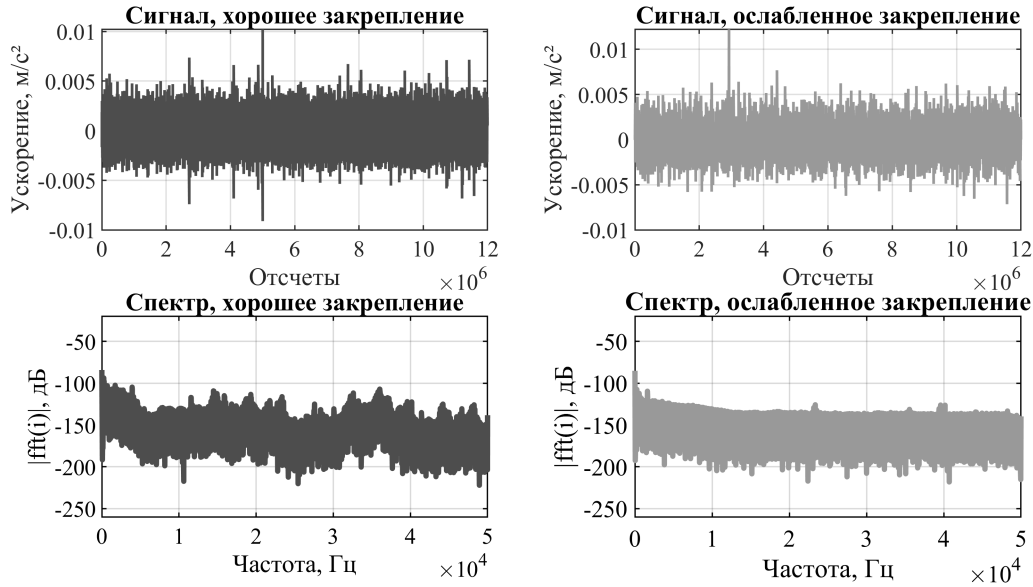 Сигнал, хорошее закрепление
Ускорение, м/с²
0.01
0.005
0
-0.005
-0.01
0 2 4 6 8 10 12
Отсчеты
×10⁶
Сигнал, ослабленное закрепление
Ускорение, м/с²
0.01
0.005
0
-0.005
-0.01
0 2 4 6 8 10 12
Отсчеты
×10⁶
Спектр, хорошее закрепление
|fft(i)|, дБ
-50
-100
-150
-200
-250
0 1 2 3 4 5
Частота, Гц
×10⁴
Спектр, ослабленное закрепление
|fft(i)|, дБ
-50
-100
-150
-200
-250
0 1 2 3 4 5
Частота, Гц
×10⁴